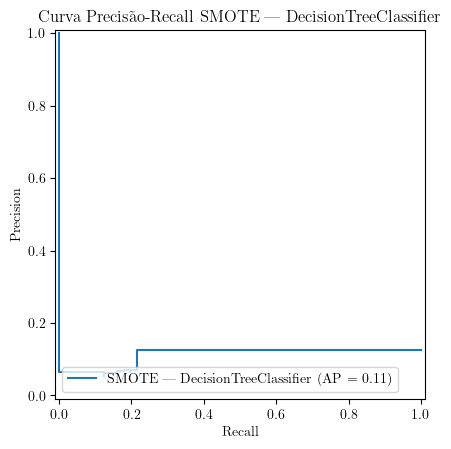 Curva Precisão-Recall SMOTE — DecisionTreeClassifier
1.0
0.8
0.6
0.4
0.2
0.0
Precision
SMOTE — DecisionTreeClassifier (AP = 0.11)
0.0 0.2 0.4 0.6 0.8 1.0
Recall